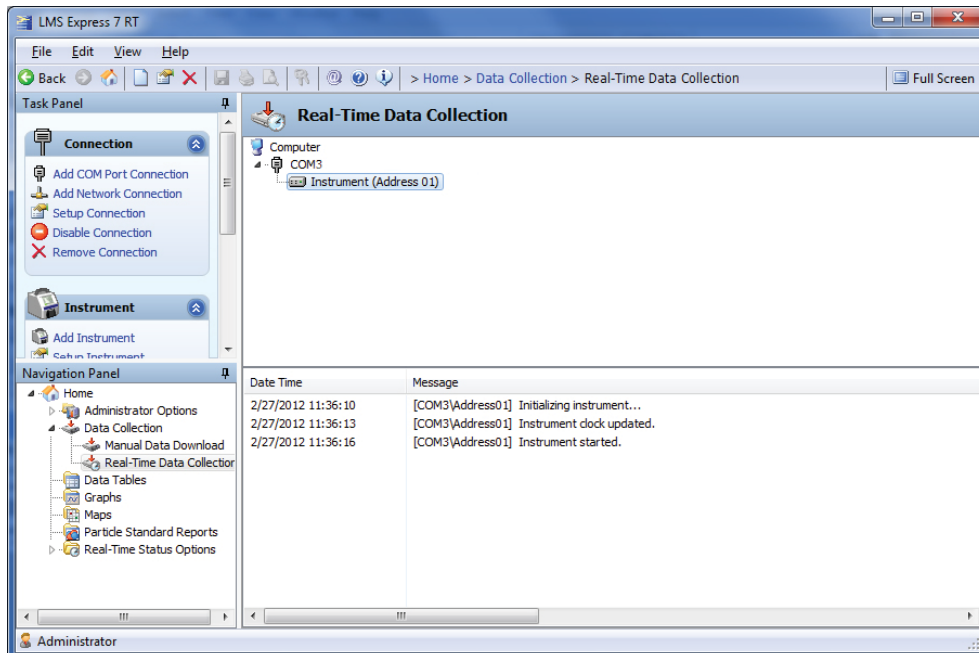 LMS Express 7 RT
File Edit View Help
Back > Home > Data Collection > Real-Time Data Collection Full Screen
Task Panel
Connection
Add COM Port Connection
Add Network Connection
Setup Connection
Disable Connection
Remove Connection
Instrument
Add Instrument
Setup Instrument
Navigation Panel
Home
Administrator Options
Data Collection
Manual Data Download
Real-Time Data Collection
Data Tables
Graphs
Maps
Particle Standard Reports
Real-Time Status Options
Real-Time Data Collection
Computer
COM3
Instrument (Address 01)
Date Time Message
2/27/2012 11:36:10 [COM3\Address01] Initializing instrument...
2/27/2012 11:36:13 [COM3\Address01] Instrument clock updated.
2/27/2012 11:36:16 [COM3\Address01] Instrument started.
Administrator